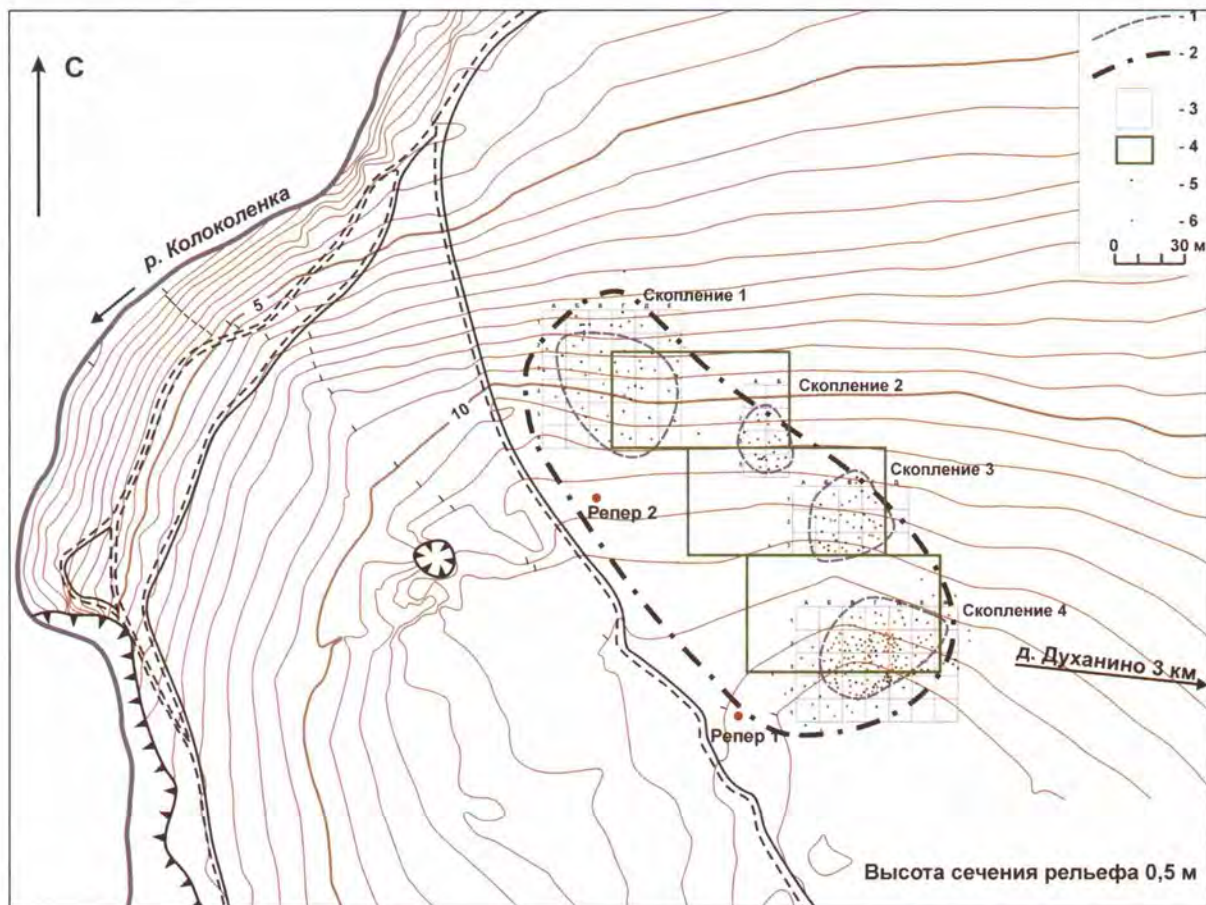 С
р. Колоколенка
5
10
- 1
- 2
- 3
- 4
- 5
- 6
0 30 м
Скопление 1
Скопление 2
Скопление 3
Скопление 4
Репер 2
Репер 1
д. Духанино 3 км
Высота сечения рельефа 0,5 м